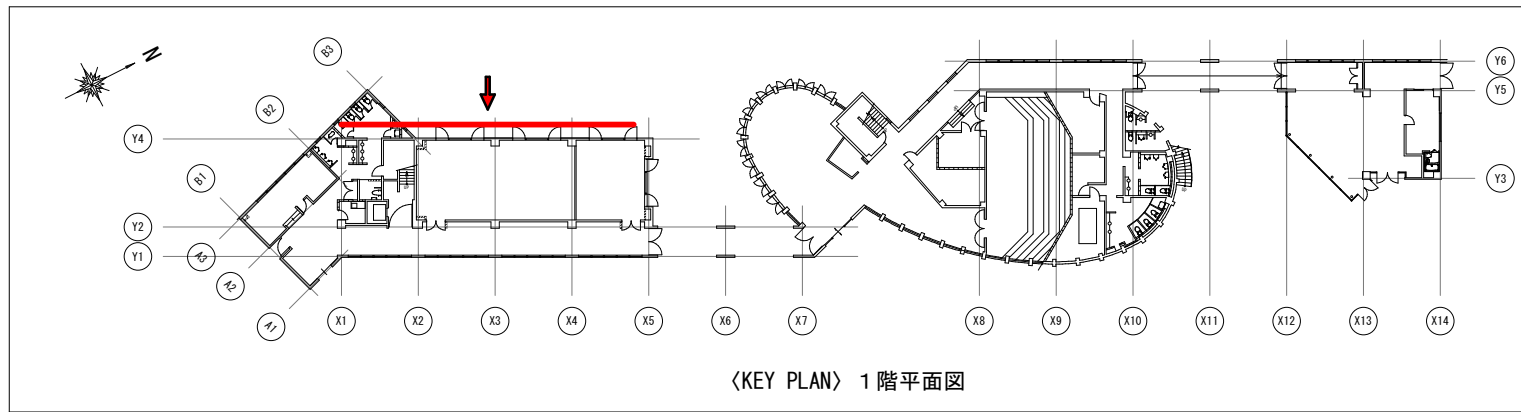 N
B3
B2
B1
A3
A2
A1
Y4
Y2
Y1
Y6
Y5
Y3
X1 X2 X3 X4 X5 X6 X7 X8 X9 X10 X11 X12 X13 X14
〈KEY PLAN〉 1階平面図